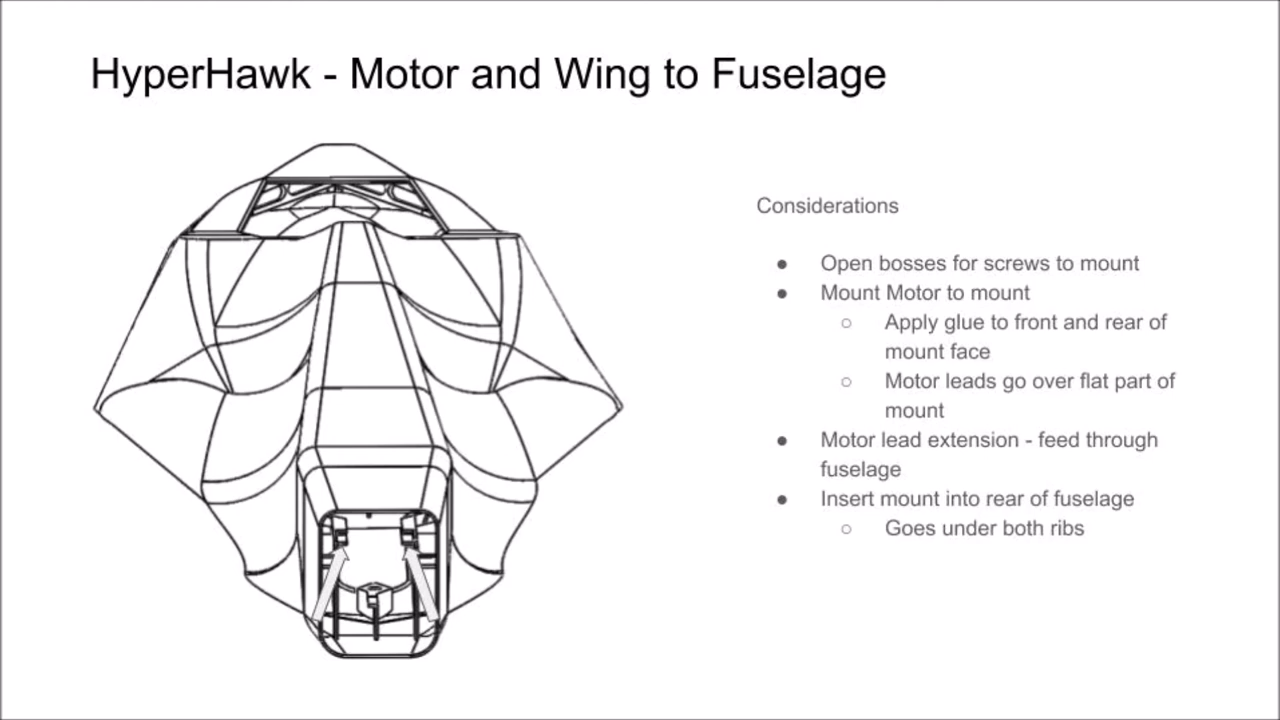 HyperHawk - Motor and Wing to Fuselage
Considerations
● Open bosses for screws to mount
● Mount Motor to mount
○ Apply glue to front and rear of
mount face
○ Motor leads go over flat part of
mount
● Motor lead extension - feed through
fuselage
● Insert mount into rear of fuselage
○ Goes under both ribs